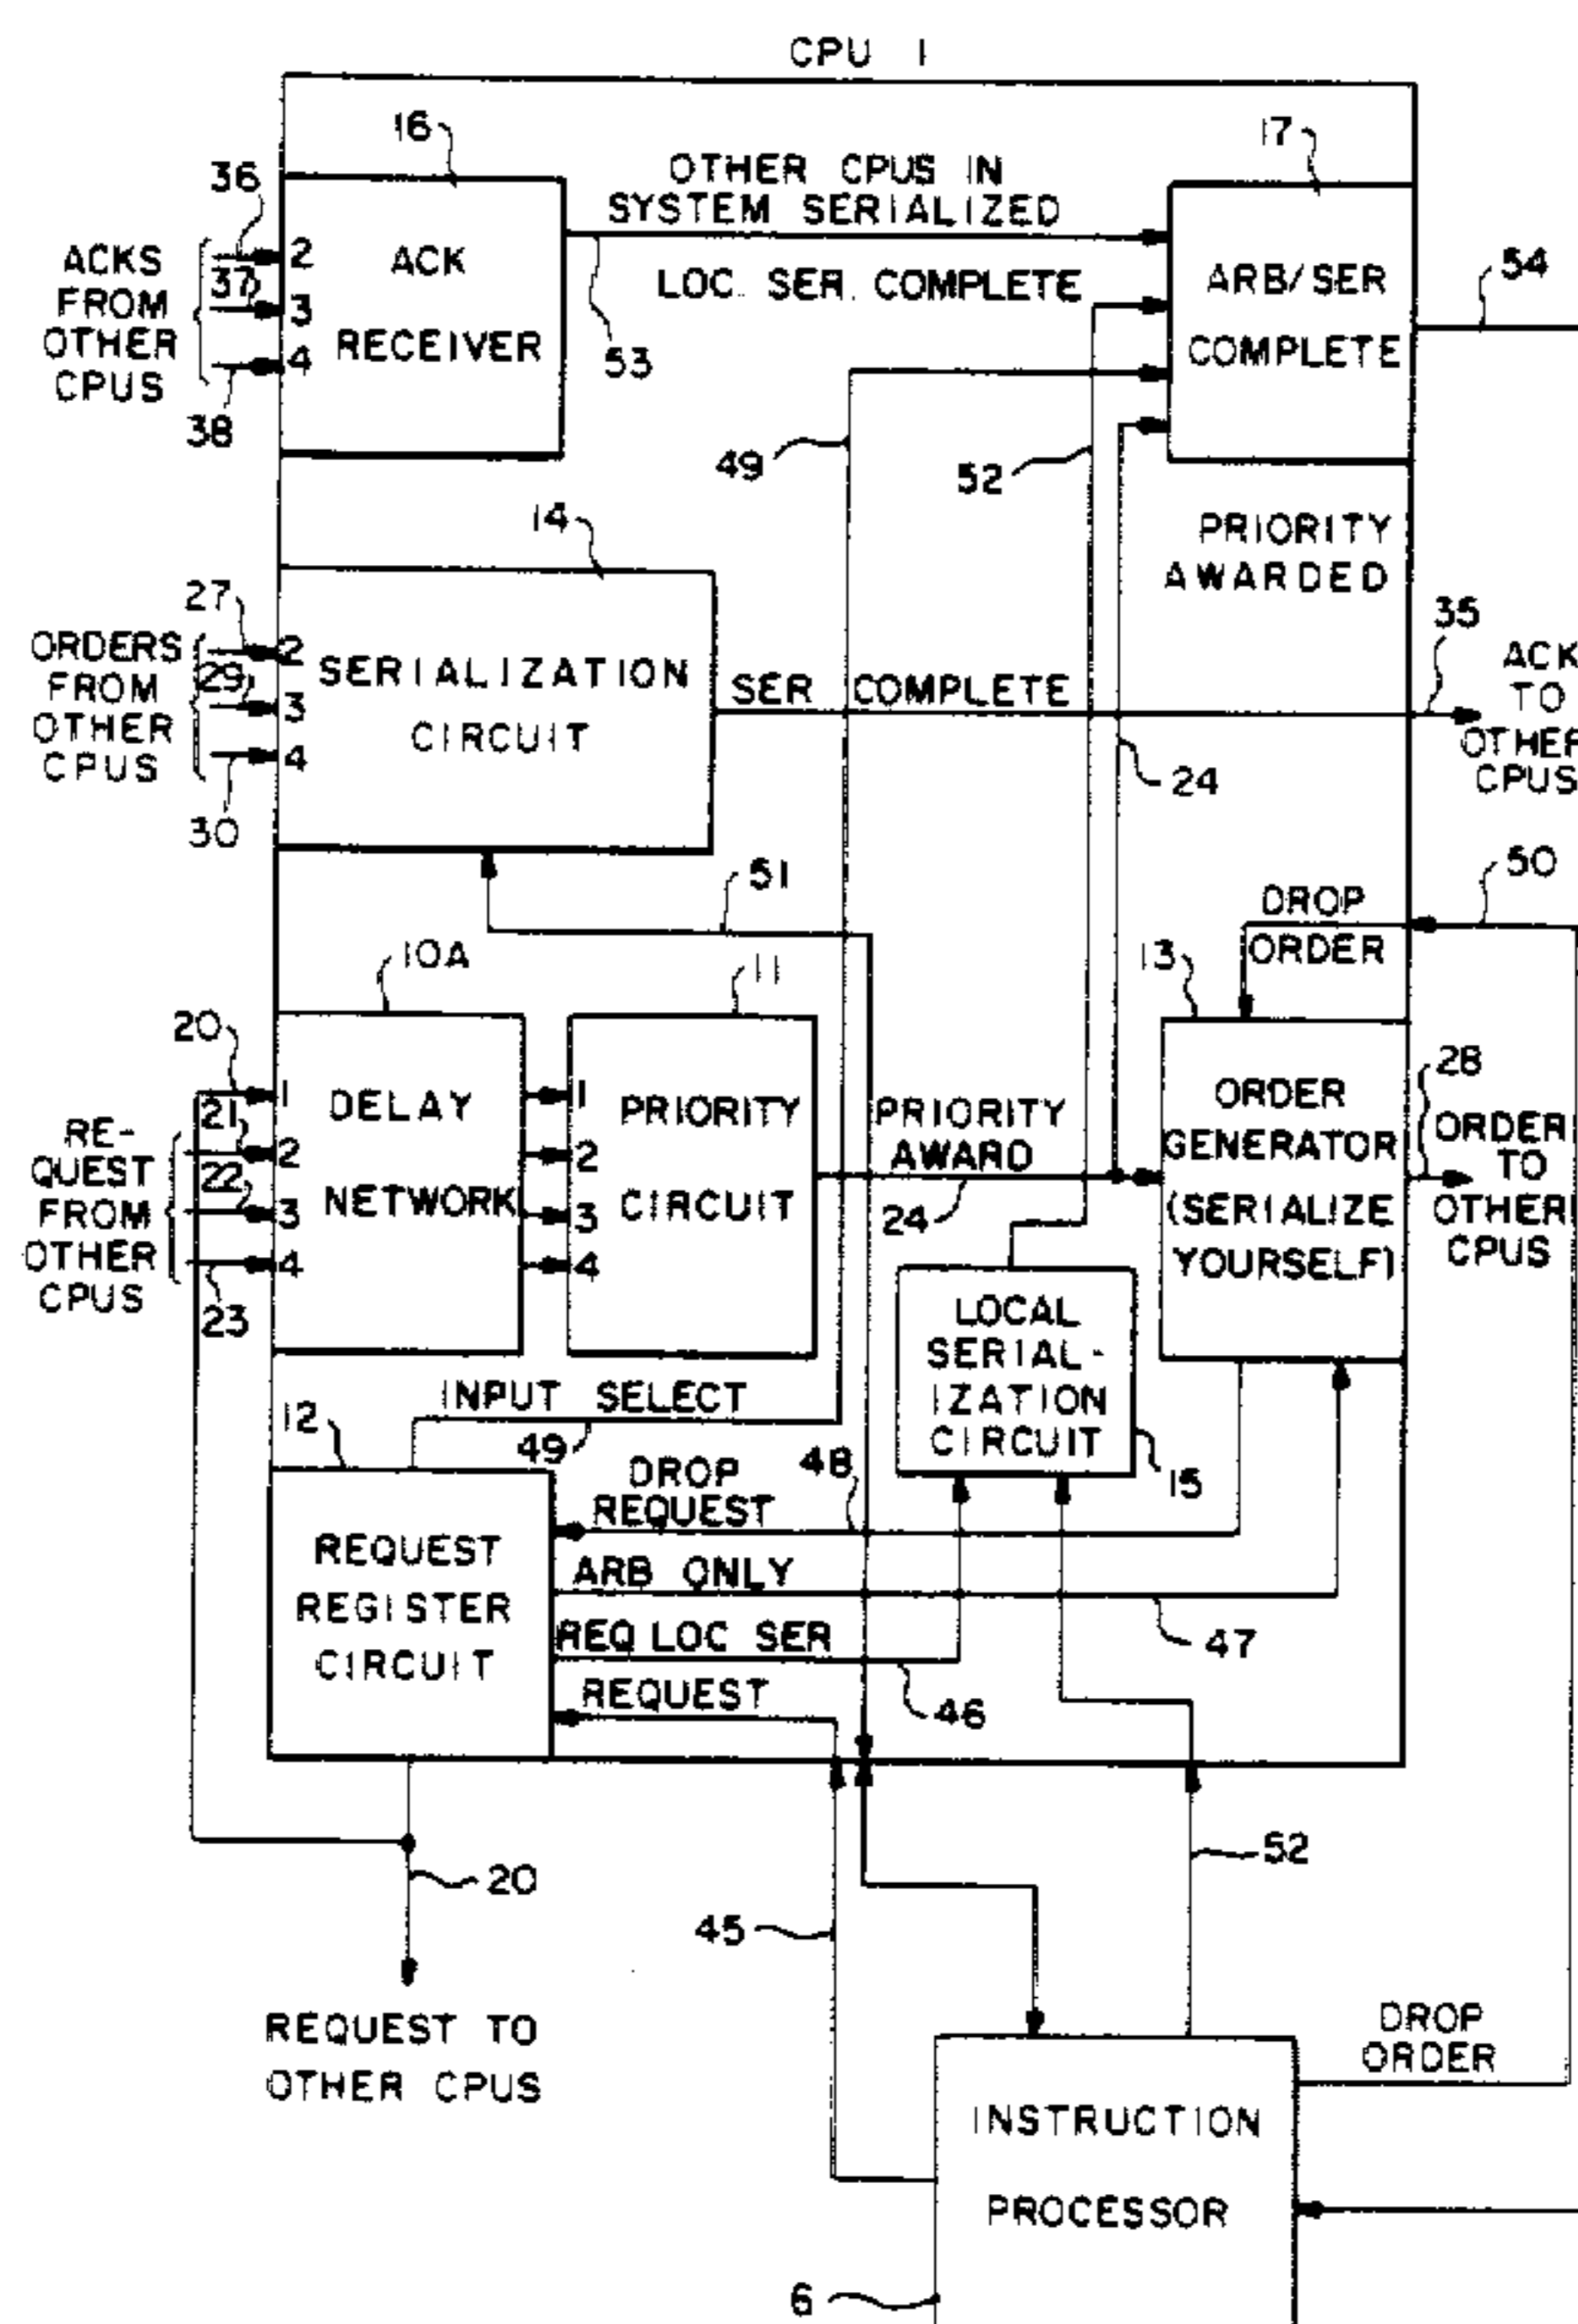 CPU 1
16
17
36
OTHER CPUS IN
SYSTEM SERIALIZED
ACKS
FROM
OTHER
CPUS
37
38
2
3
4
ACK
RECEIVER
53
LOC. SER. COMPLETE
ARB/SER
COMPLETE
54
49
52
PRIORITY
AWARDED
14
27
ORDERS
FROM
OTHER
CPUS
29
30
2
3
4
SERIALIZATION
CIRCUIT
SER COMPLETE
35
ACK
TO
OTHER
CPUS
24
51
50
DROP
ORDER
10A
11
13
20
21
22
23
RE-
QUEST
FROM
OTHER
CPUS
1
2
3
4
DELAY
NETWORK
1
2
3
4
PRIORITY
CIRCUIT
PRIORITY
AWARD
24
ORDER
GENERATOR
(SERIALIZE
YOURSELF)
28
ORDER
TO
OTHER
CPUS
LOCAL
SERIAL-
IZATION
CIRCUIT
15
12
INPUT SELECT
49
DROP
REQUEST
48
REQUEST
REGISTER
CIRCUIT
ARB ONLY
47
REQ LOC SER
46
REQUEST
20
45
52
REQUEST TO
OTHER CPUS
DROP
ORDER
INSTRUCTION
PROCESSOR
6